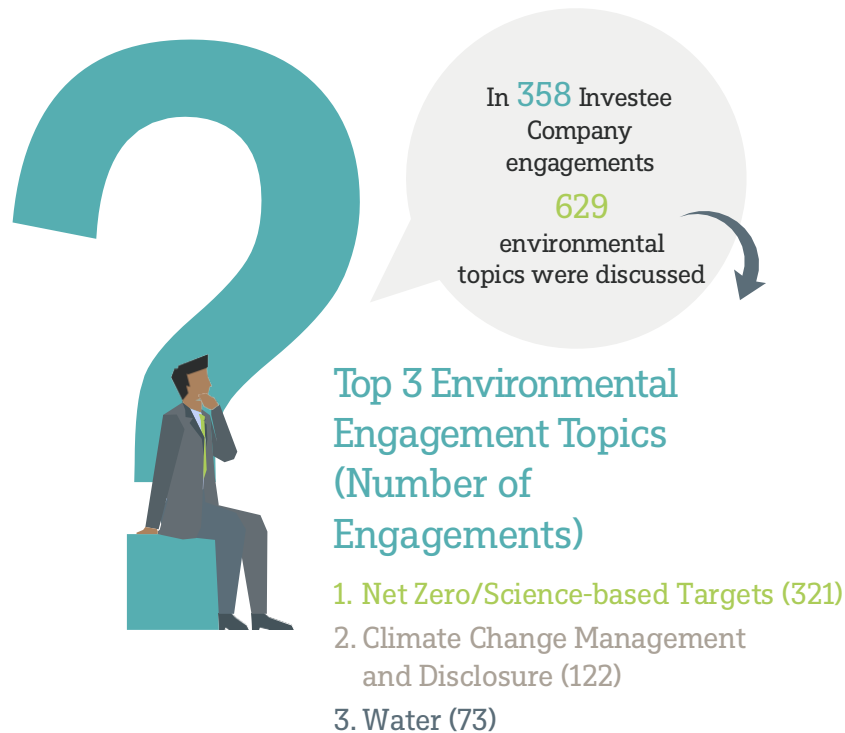 In 358 Investee
Company
engagements
629
environmental
topics were discussed
Top 3 Environmental
Engagement Topics
(Number of
Engagements)
1. Net Zero/Science-based Targets (321)
2. Climate Change Management
and Disclosure (122)
3. Water (73)